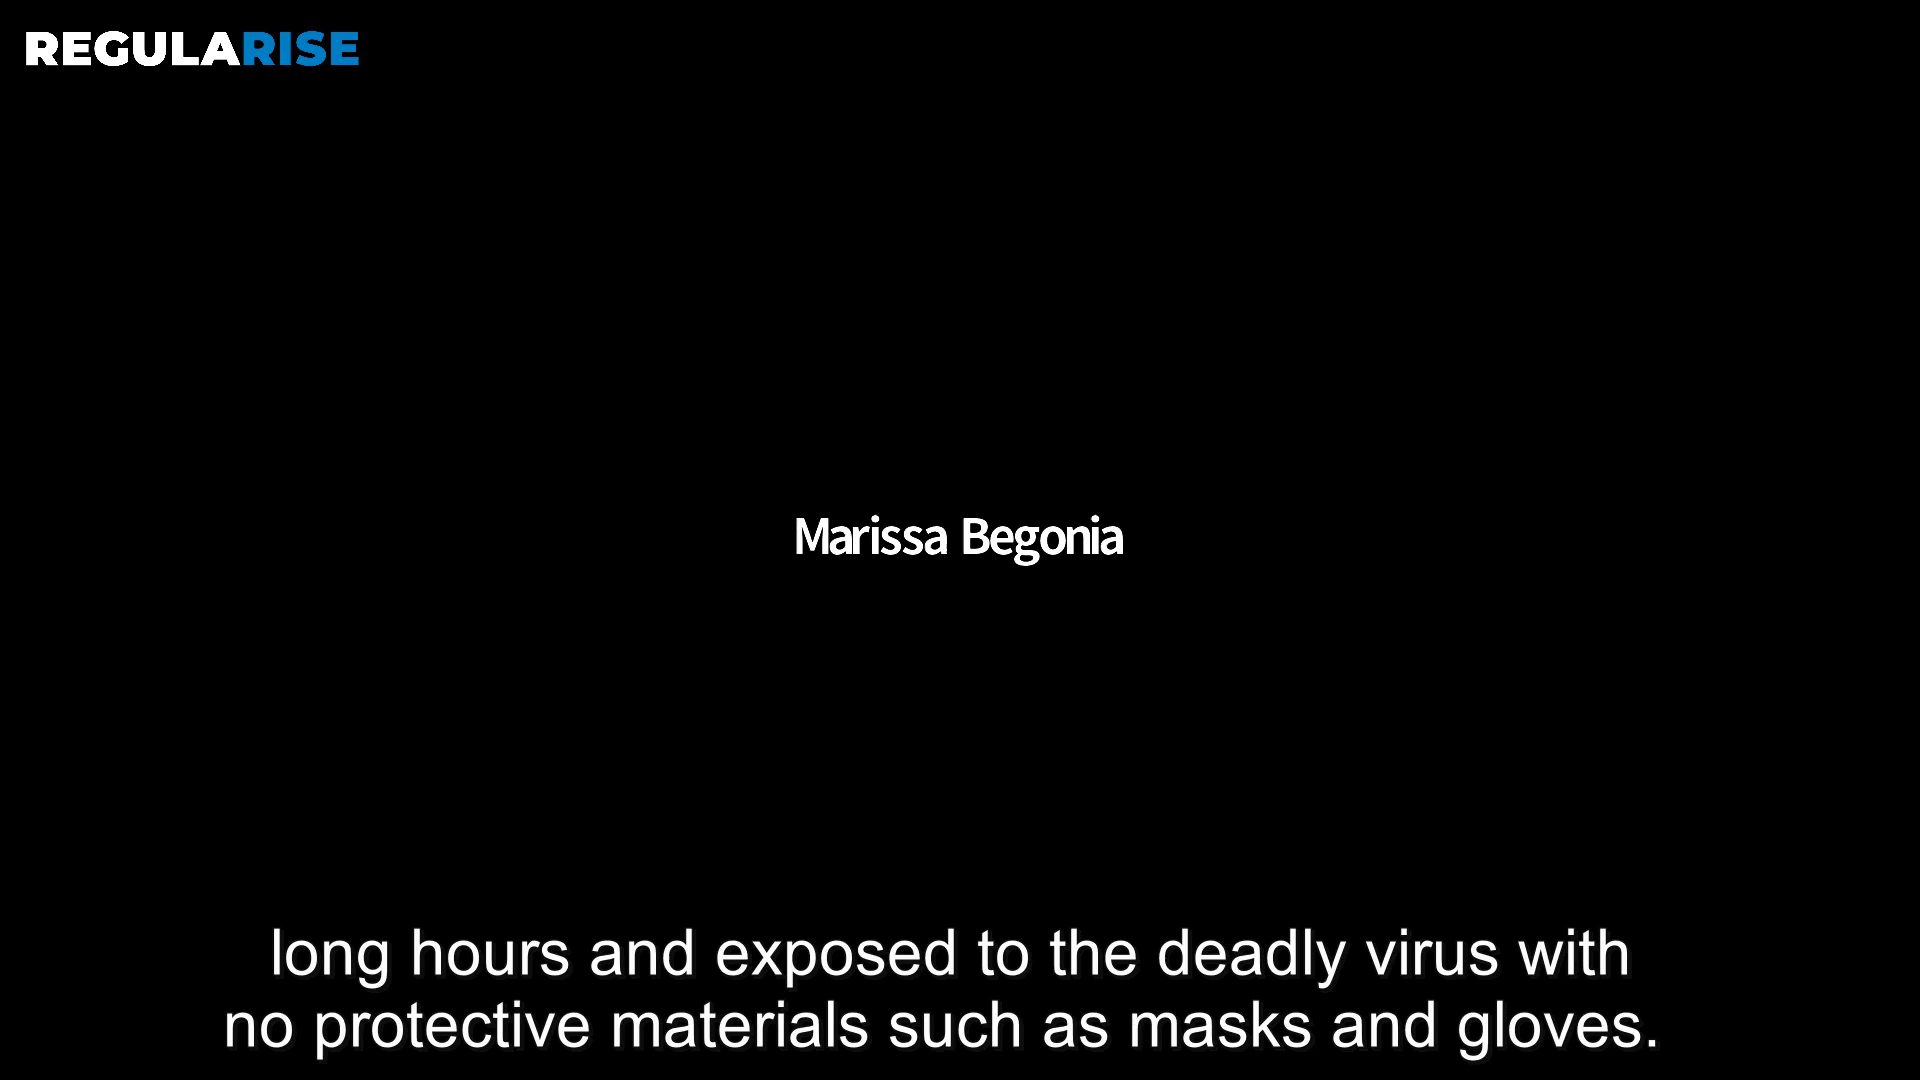 REGULARISE
Marissa Begonia
long hours and exposed to the deadly virus with
no protective materials such as masks and gloves.